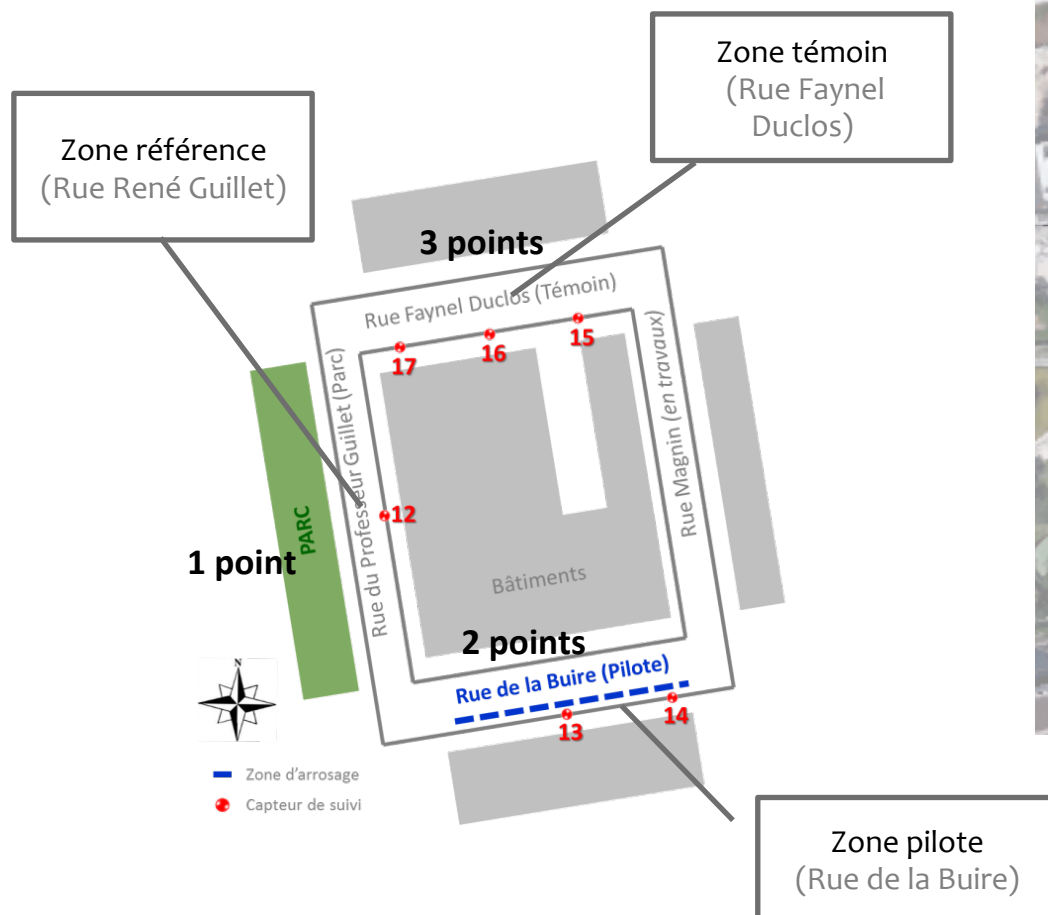 Zone témoin
(Rue Faynel
Duclos)
Zone référence
(Rue René Guillet)
3 points
Rue Faynel Duclos (Témoin)
17
16
15
Rue du Professeur Guillet (Parc)
Rue Magnin (en travaux)
PARC
12
1 point
Bâtiments
2 points
Rue de la Buire (Pilote)
13
14
N
Zone d'arrosage
Capteur de suivi
Zone pilote
(Rue de la Buire)